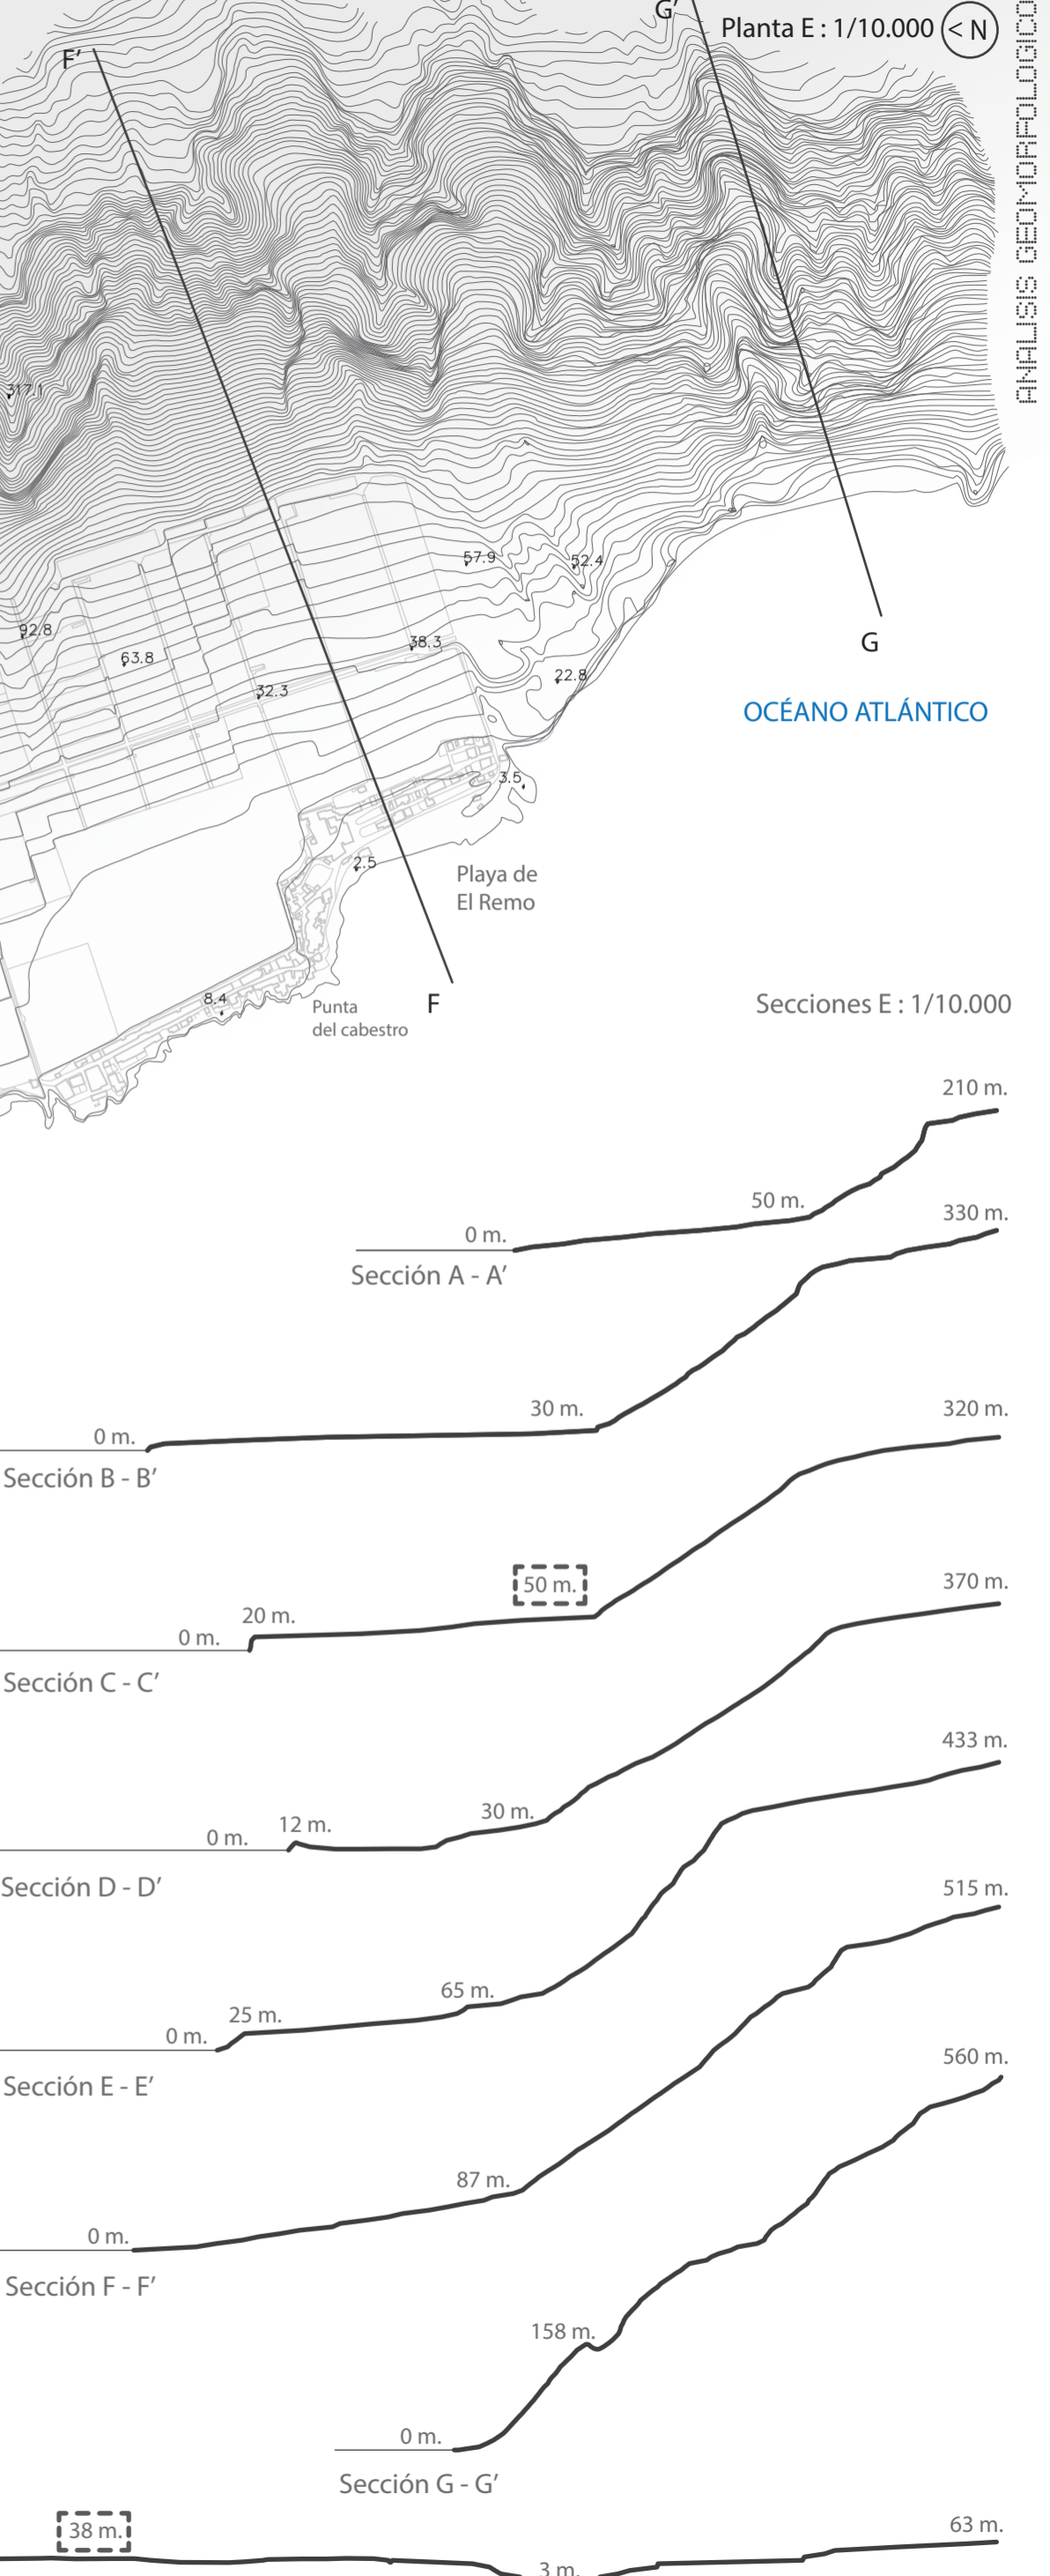 G'
Planta E : 1/10.000 < N
ANALISIS GEOMORFOLOGICO
F'
317.1
57.9
52.4
92.8
38.3
G
63.8
22.8
32.3
OCÉANO ATLÁNTICO
3.5
2.5
Playa de
El Remo
8.4
Punta
del cabestro
F
Secciones E : 1/10.000
210 m.
50 m.
0 m.
Sección A - A'
330 m.
30 m.
0 m.
Sección B - B'
320 m.
50 m.
20 m.
0 m.
Sección C - C'
370 m.
30 m.
12 m.
0 m.
Sección D - D'
433 m.
65 m.
25 m.
0 m.
Sección E - E'
515 m.
87 m.
0 m.
Sección F - F'
560 m.
158 m.
0 m.
Sección G - G'
38 m.
63 m.
3 m.